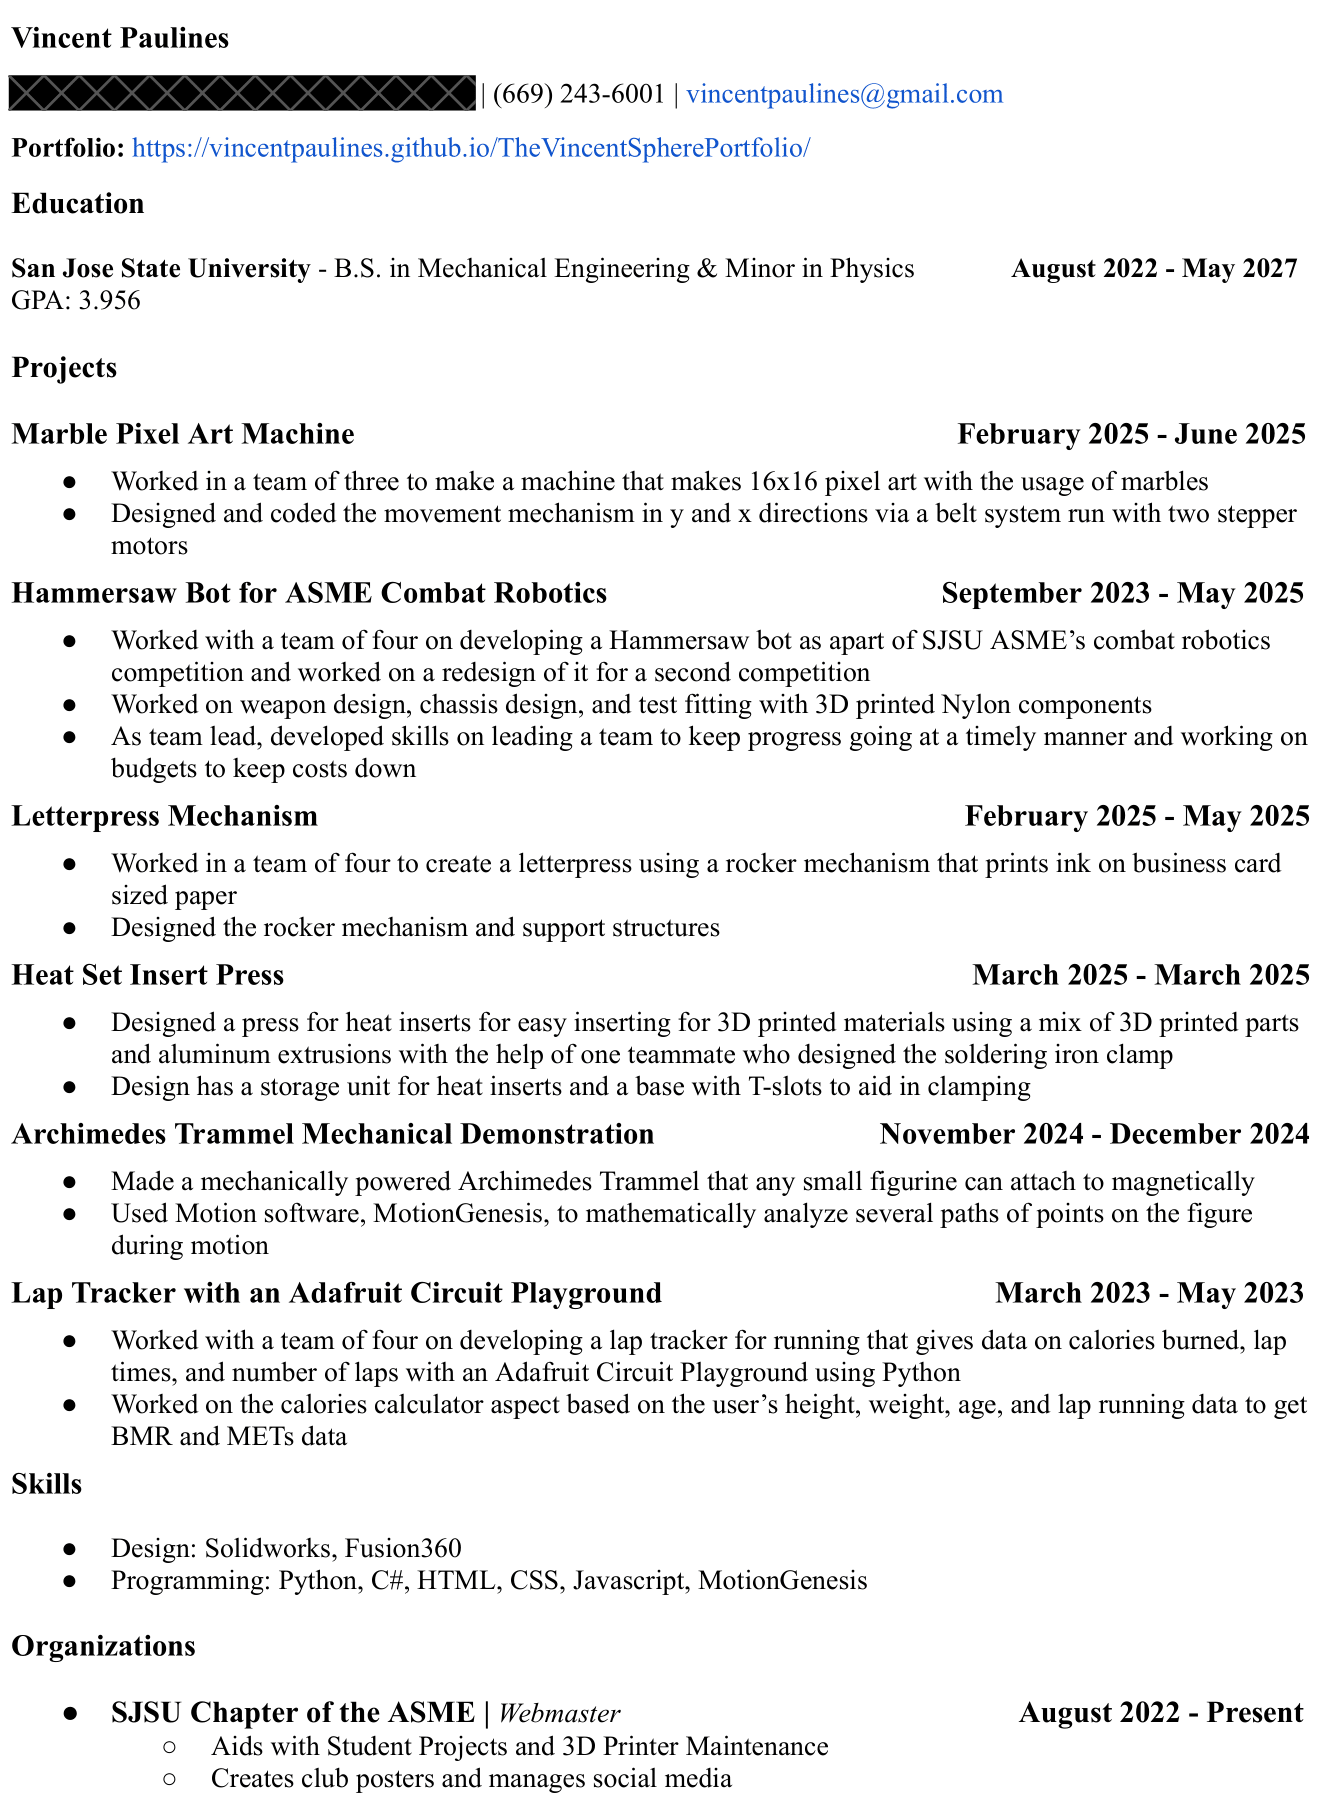 Vincent Paulines
| (669) 243-6001 | vincentpaulines@gmail.com
Portfolio: https://vincentpaulines.github.io/TheVincentSpherePortfolio/
Education
San Jose State University - B.S. in Mechanical Engineering & Minor in Physics August 2022 - May 2027
GPA: 3.956
Projects
Marble Pixel Art Machine February 2025 - June 2025
● Worked in a team of three to make a machine that makes 16x16 pixel art with the usage of marbles
● Designed and coded the movement mechanism in y and x directions via a belt system run with two stepper
motors
Hammersaw Bot for ASME Combat Robotics September 2023 - May 2025
● Worked with a team of four on developing a Hammersaw bot as apart of SJSU ASME’s combat robotics
competition and worked on a redesign of it for a second competition
● Worked on weapon design, chassis design, and test fitting with 3D printed Nylon components
● As team lead, developed skills on leading a team to keep progress going at a timely manner and working on
budgets to keep costs down
Letterpress Mechanism February 2025 - May 2025
● Worked in a team of four to create a letterpress using a rocker mechanism that prints ink on business card
sized paper
● Designed the rocker mechanism and support structures
Heat Set Insert Press March 2025 - March 2025
● Designed a press for heat inserts for easy inserting for 3D printed materials using a mix of 3D printed parts
and aluminum extrusions with the help of one teammate who designed the soldering iron clamp
● Design has a storage unit for heat inserts and a base with T-slots to aid in clamping
Archimedes Trammel Mechanical Demonstration November 2024 - December 2024
● Made a mechanically powered Archimedes Trammel that any small figurine can attach to magnetically
● Used Motion software, MotionGenesis, to mathematically analyze several paths of points on the figure
during motion
Lap Tracker with an Adafruit Circuit Playground March 2023 - May 2023
● Worked with a team of four on developing a lap tracker for running that gives data on calories burned, lap
times, and number of laps with an Adafruit Circuit Playground using Python
● Worked on the calories calculator aspect based on the user’s height, weight, age, and lap running data to get
BMR and METs data
Skills
● Design: Solidworks, Fusion360
● Programming: Python, C#, HTML, CSS, Javascript, MotionGenesis
Organizations
● SJSU Chapter of the ASME | Webmaster August 2022 - Present
○ Aids with Student Projects and 3D Printer Maintenance
○ Creates club posters and manages social media